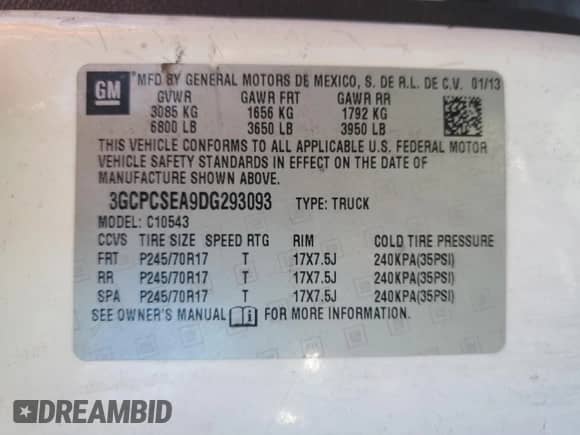 GM
*MFD BY GENERAL MOTORS DE MEXICO, S. DE R.L. DE C.V. 01/13
GVWR GAWR FRT GAWR RR
3085 KG 1656 KG 1792 KG
6800 LB 3650 LB 3950 LB
THIS VEHICLE CONFORMS TO ALL APPLICABLE U.S. FEDERAL MOTOR
VEHICLE SAFETY STANDARDS IN EFFECT ON THE DATE OF
MANUFACTURE SHOWN ABOVE.
3GCPCSEA9DG293093 TYPE: TRUCK
MODEL: C10543
CCVS TIRE SIZE SPEED RTG RIM COLD TIRE PRESSURE
FRT P245/70R17 T 17X7.5J 240KPA(35PSI)
RR P245/70R17 T 17X7.5J 240KPA(35PSI)
SPA P245/70R17 T 17X7.5J 240KPA(35PSI)
SEE OWNER'S MANUAL i FOR MORE INFORMATION.
DREAMBID